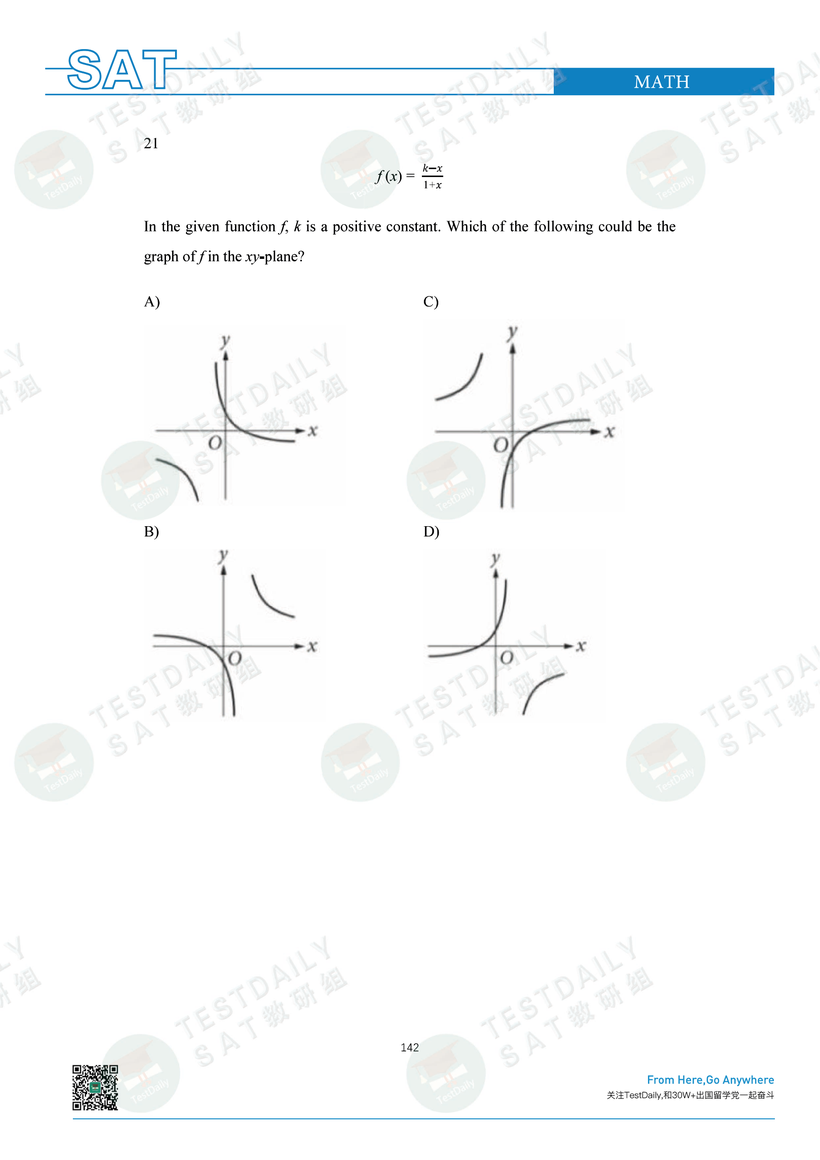 SAT
MATH
21
f (x) = k−x / 1+x
In the given function f, k is a positive constant. Which of the following could be the
graph of f in the xy-plane?
A)
y
x
O
C)
y
x
O
B)
y
x
O
D)
y
x
O
TESTDAILY
SAT教研组
TestDaily
142
From Here,Go Anywhere
关注TestDaily,和30W+出国留学党一起奋斗